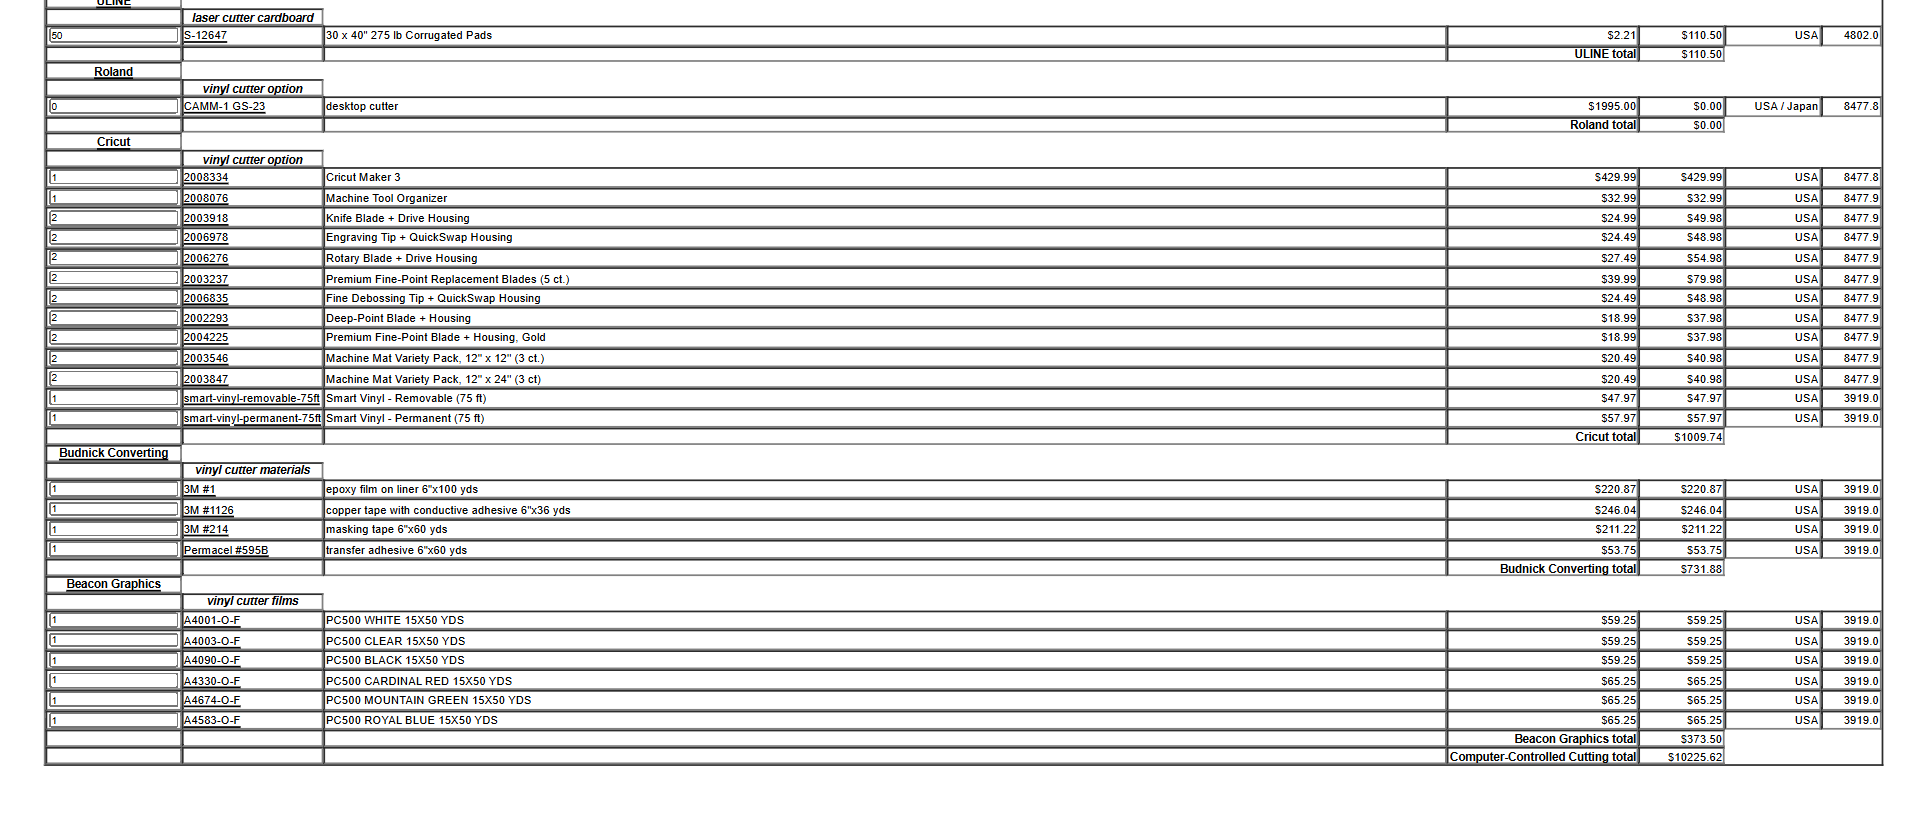 ULINE
laser cutter cardboard
50 S-12647 30 x 40" 275 lb Corrugated Pads $2.21 $110.50 USA 4802.0
ULINE total $110.50
Roland
vinyl cutter option
0 CAMM-1 GS-23 desktop cutter $1995.00 $0.00 USA / Japan 8477.8
Roland total $0.00
Cricut
vinyl cutter option
1 2008334 Cricut Maker 3 $429.99 $429.99 USA 8477.8
1 2008076 Machine Tool Organizer $32.99 $32.99 USA 8477.9
2 2003918 Knife Blade + Drive Housing $24.99 $49.98 USA 8477.9
2 2006978 Engraving Tip + QuickSwap Housing $24.49 $48.98 USA 8477.9
2 2006276 Rotary Blade + Drive Housing $27.49 $54.98 USA 8477.9
2 2003237 Premium Fine-Point Replacement Blades (5 ct.) $39.99 $79.98 USA 8477.9
2 2006835 Fine Debossing Tip + QuickSwap Housing $24.49 $48.98 USA 8477.9
2 2002293 Deep-Point Blade + Housing $18.99 $37.98 USA 8477.9
2 2004225 Premium Fine-Point Blade + Housing, Gold $18.99 $37.98 USA 8477.9
2 2003546 Machine Mat Variety Pack, 12" x 12" (3 ct.) $20.49 $40.98 USA 8477.9
2 2003847 Machine Mat Variety Pack, 12" x 24" (3 ct) $20.49 $40.98 USA 8477.9
1 smart-vinyl-removable-75ft Smart Vinyl - Removable (75 ft) $47.97 $47.97 USA 3919.0
1 smart-vinyl-permanent-75ft Smart Vinyl - Permanent (75 ft) $57.97 $57.97 USA 3919.0
Cricut total $1009.74
Budnick Converting
vinyl cutter materials
1 3M #1 epoxy film on liner 6"x100 yds $220.87 $220.87 USA 3919.0
1 3M #1126 copper tape with conductive adhesive 6"x36 yds $246.04 $246.04 USA 3919.0
1 3M #214 masking tape 6"x60 yds $211.22 $211.22 USA 3919.0
1 Permacel #595B transfer adhesive 6"x60 yds $53.75 $53.75 USA 3919.0
Budnick Converting total $731.88
Beacon Graphics
vinyl cutter films
1 A4001-O-F PC500 WHITE 15X50 YDS $59.25 $59.25 USA 3919.0
1 A4003-O-F PC500 CLEAR 15X50 YDS $59.25 $59.25 USA 3919.0
1 A4090-O-F PC500 BLACK 15X50 YDS $59.25 $59.25 USA 3919.0
1 A4330-O-F PC500 CARDINAL RED 15X50 YDS $65.25 $65.25 USA 3919.0
1 A4674-O-F PC500 MOUNTAIN GREEN 15X50 YDS $65.25 $65.25 USA 3919.0
1 A4583-O-F PC500 ROYAL BLUE 15X50 YDS $65.25 $65.25 USA 3919.0
Beacon Graphics total $373.50
Computer-Controlled Cutting total $10225.62